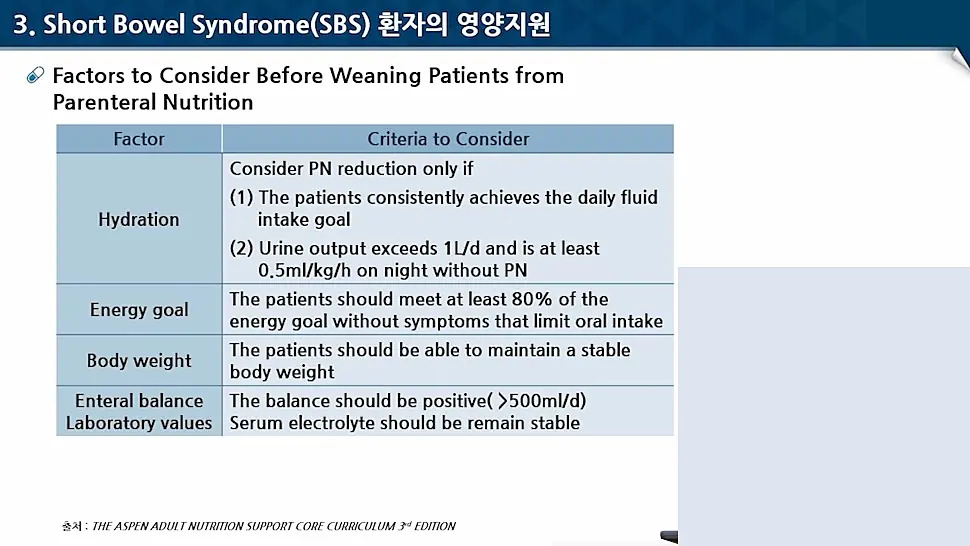 3. Short Bowel Syndrome(SBS) 환자의 영양지원
Factors to Consider Before Weaning Patients from
Parenteral Nutrition
Factor
Criteria to Consider
Hydration
Consider PN reduction only if
(1) The patients consistently achieves the daily fluid
intake goal
(2) Urine output exceeds 1L/d and is at least
0.5ml/kg/h on night without PN
Energy goal
The patients should meet at least 80% of the
energy goal without symptoms that limit oral intake
Body weight
The patients should be able to maintain a stable
body weight
Enteral balance
The balance should be positive( >500ml/d)
Laboratory values
Serum electrolyte should be remain stable
출처 : THE ASPEN ADULT NUTRITION SUPPORT CORE CURRICULUM 3rd EDITION